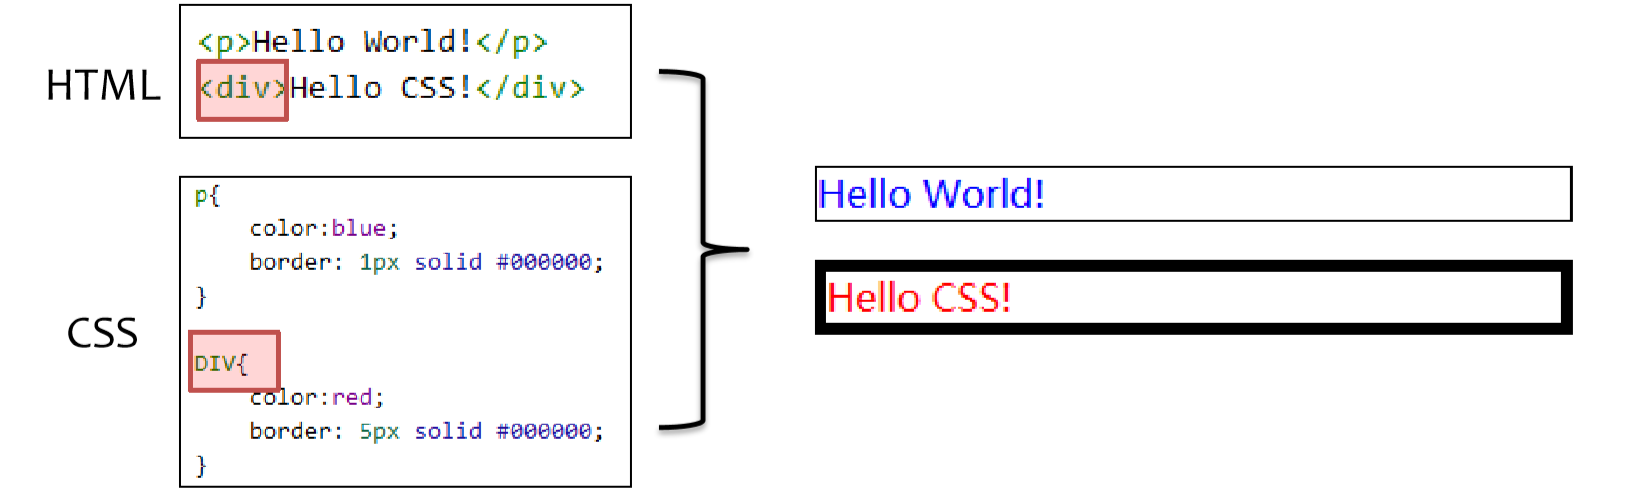 HTML
<p>Hello World!</p>
<div>Hello CSS!</div>
CSS
p{
color:blue;
border: 1px solid #000000;
}
DIV{
color:red;
border: 5px solid #000000;
}
Hello World!
Hello CSS!